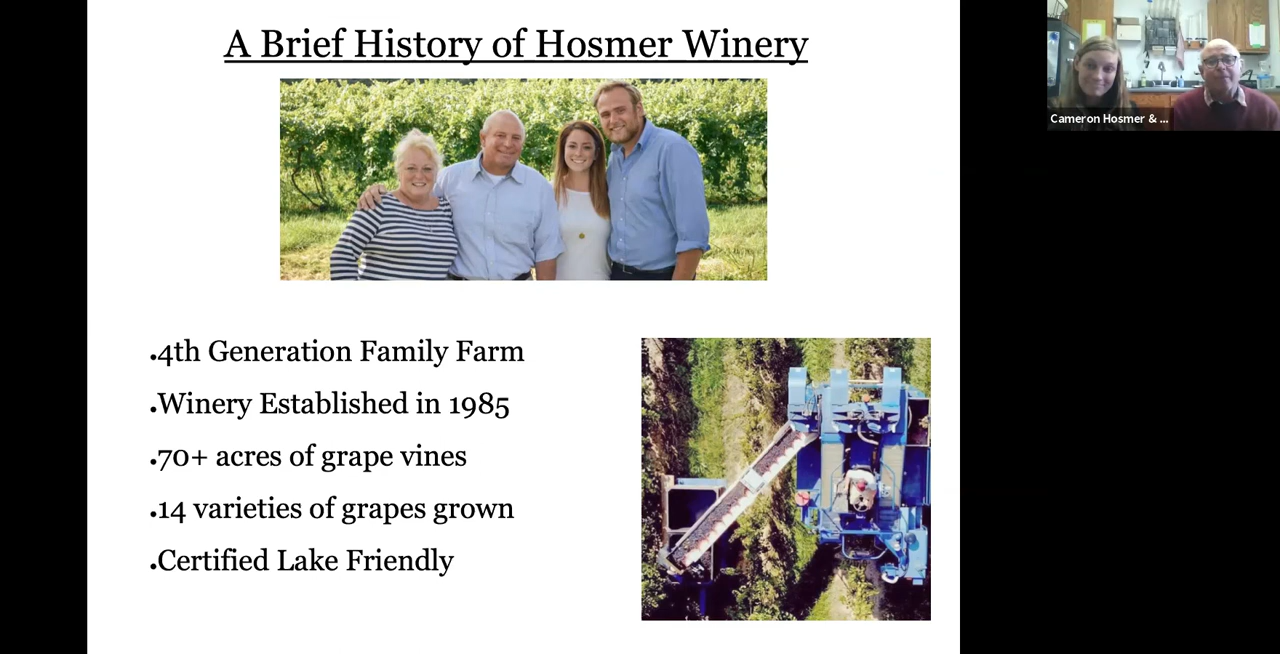 A Brief History of Hosmer Winery
.4th Generation Family Farm
.Winery Established in 1985
.70+ acres of grape vines
.14 varieties of grapes grown
.Certified Lake Friendly
Cameron Hosmer & ...